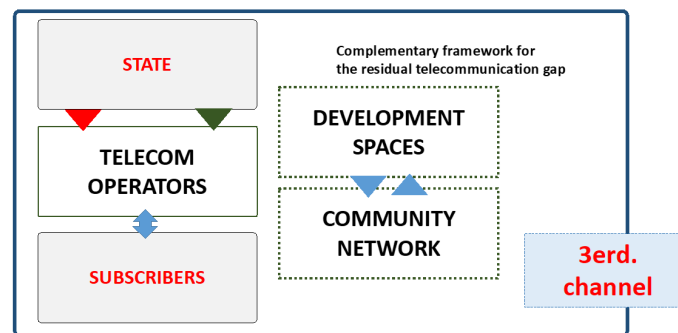 STATE
Complementary framework for
the residual telecommunication gap
TELECOM
OPERATORS
DEVELOPMENT
SPACES
COMMUNITY
NETWORK
SUBSCRIBERS
3erd.
channel